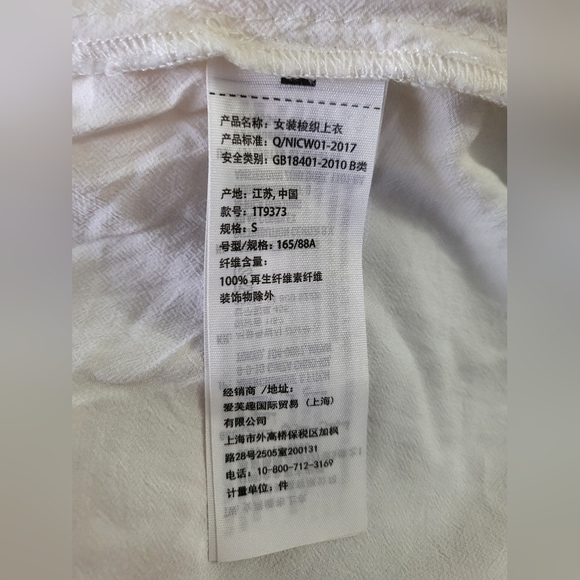 产品名称：女装梭织上衣
产品标准：Q/NICW01-2017
安全类别：GB18401-2010 B类
产地：江苏, 中国
款号：1T9373
规格：S
号型/规格：165/88A
纤维含量：
100% 再生纤维素纤维
装饰物除外
经销商 /地址：
爱芙趣国际贸易 (上海)
有限公司
上海市外高桥保税区加枫
路28号2505室200131
电话：10-800-712-3169
计量单位：件